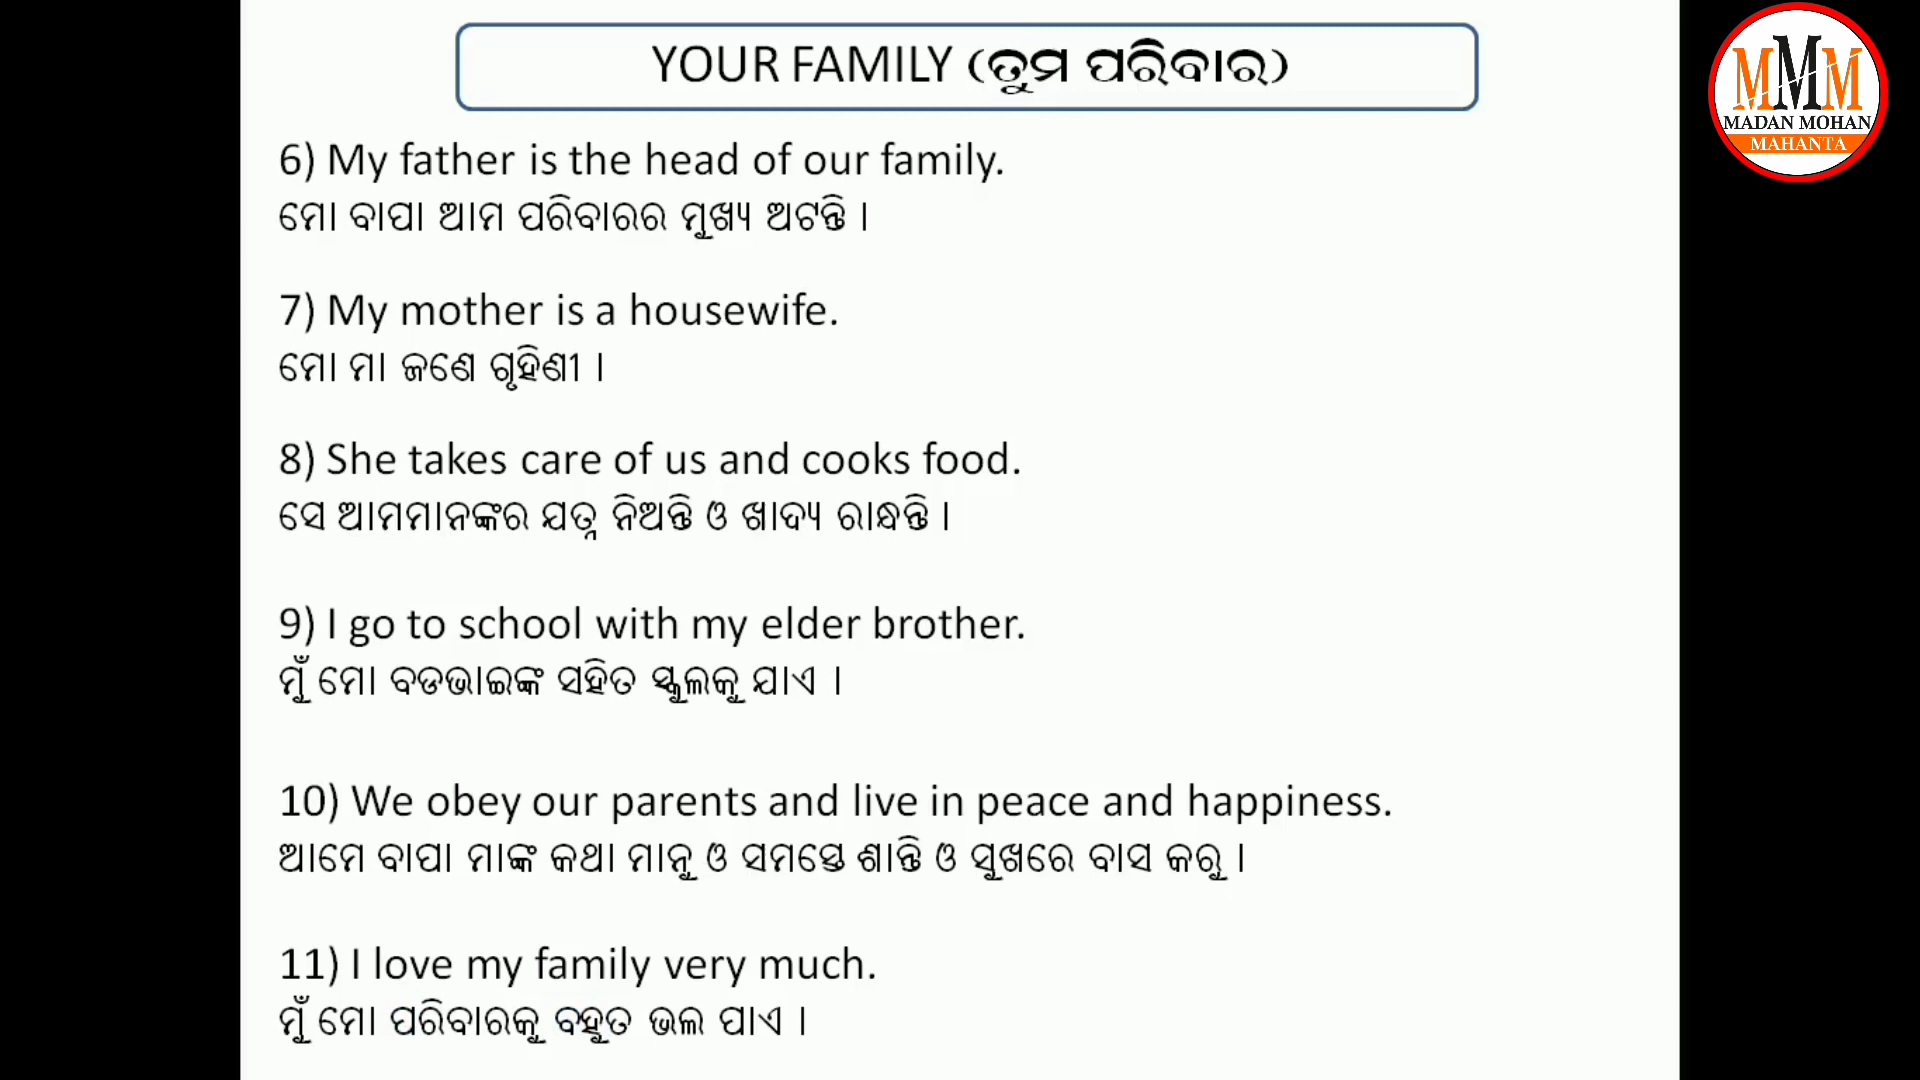 YOUR FAMILY (ତୁମ ପରିବାର)
MMM
MADAN MOHAN
MAHANTA
6) My father is the head of our family.
ମୋ ବାପା ଆମ ପରିବାରର ମୁଖ୍ୟ ଅଟନ୍ତି ।
7) My mother is a housewife.
ମୋ ମା ଜଣେ ଗୃହିଣୀ ।
8) She takes care of us and cooks food.
ସେ ଆମମାନଙ୍କର ଯତ୍ନ ନିଅନ୍ତି ଓ ଖାଦ୍ୟ ରାନ୍ଧନ୍ତି ।
9) I go to school with my elder brother.
ମୁଁ ମୋ ବଡଭାଇଙ୍କ ସହିତ ସ୍କୁଲକୁ ଯାଏ ।
10) We obey our parents and live in peace and happiness.
ଆମେ ବାପା ମାଙ୍କ କଥା ମାନୁ ଓ ସମସ୍ତେ ଶାନ୍ତି ଓ ସୁଖରେ ବାସ କରୁ ।
11) I love my family very much.
ମୁଁ ମୋ ପରିବାରକୁ ବହୁତ ଭଲ ପାଏ ।